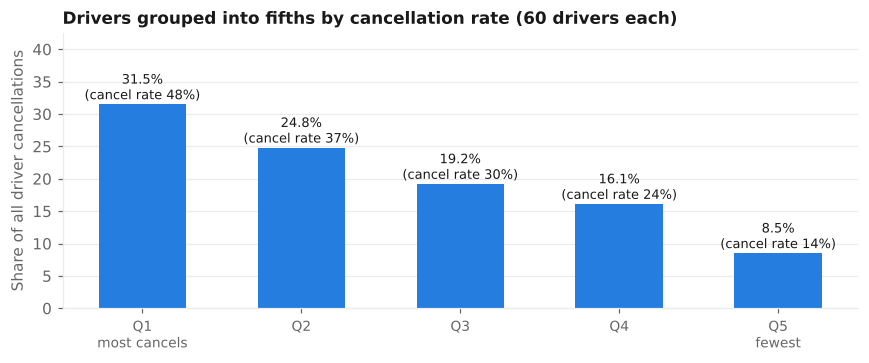 Drivers grouped into fifths by cancellation rate (60 drivers each)
Share of all driver cancellations
40
35
30
25
20
15
10
5
0
31.5%
(cancel rate 48%)
24.8%
(cancel rate 37%)
19.2%
(cancel rate 30%)
16.1%
(cancel rate 24%)
8.5%
(cancel rate 14%)
Q1
most cancels
Q2
Q3
Q4
Q5
fewest